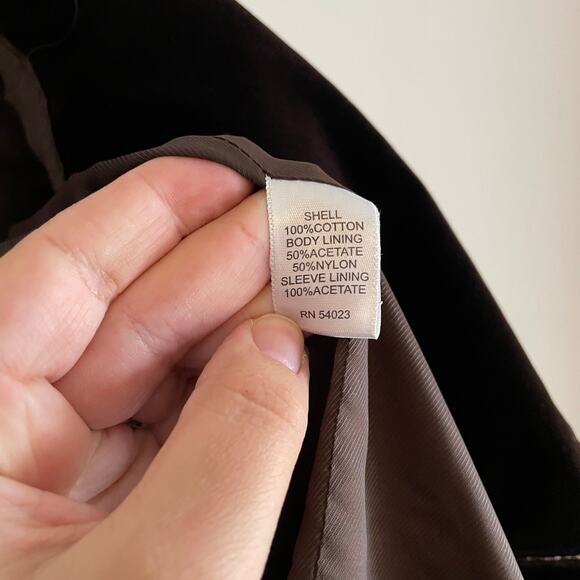 SHELL
100%COTTON
BODY LINING
50%ACETATE
50%NYLON
SLEEVE LINING
100%ACETATE
RN 54023